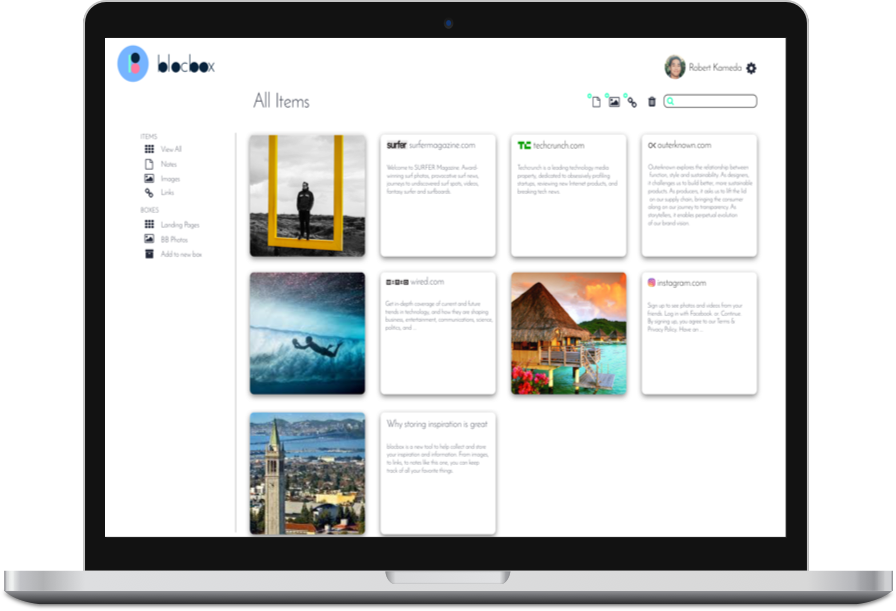 blocbox
Robert Kameda
All Items
ITEMS
View All
Notes
Images
Links
BOXES
Landing Pages
BB Photos
Add to new box
surfer surfermagazine.com
Welcome to SURFER Magazine. Award-
winning surf photos, provocative surf news,
journeys to undiscovered surf spots, videos,
fantasy surfer and surfboards.
TC techcrunch.com
Techcrunch is a leading technology media
property, dedicated to obsessively profiling
startups, reviewing new Internet products, and
breaking tech news.
OK outerknown.com
Outerknown explores the relationship between
function, style and sustainability. As designers,
it challenges us to build better, more sustainable
products. As producers, it asks us to lift the lid
on our supply chain, bringing the consumer
along on our journey to transparency. As
storytellers, it enables perpetual evolution
of our brand vision.
WIRED wired.com
Get in-depth coverage of current and future
trends in technology, and how they are shaping
business, entertainment, communications, science,
politics, and ...
instagram.com
Sign up to see photos and videos from your
friends. Log in with Facebook. or. Continue.
By signing up, you agree to our Terms &
Privacy Policy. Have an ...
Why storing inspiration is great
blocbox is a new tool to help collect and store
your inspiration and information. From images,
to links, to notes like this one, you can keep
track of all your favorite things.